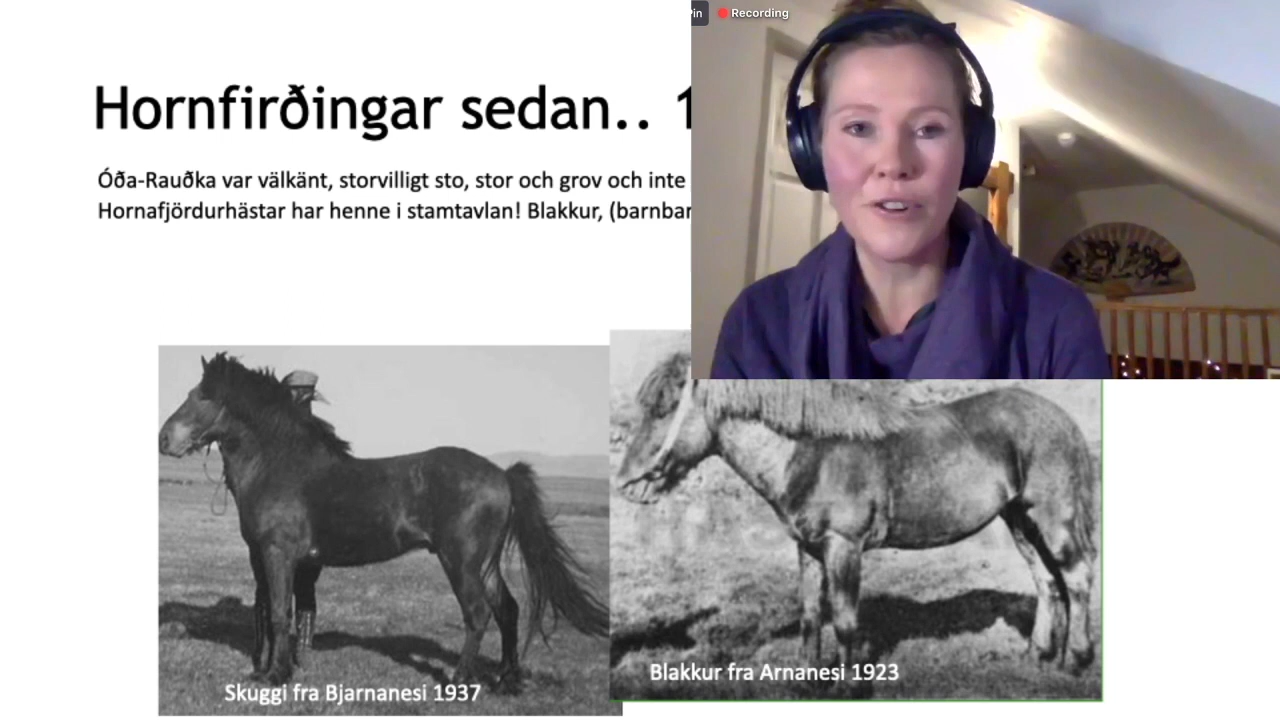 in Recording
Hornfirðingar sedan.. 1
Óða-Rauðka var välkänt, storvilligt sto, stor och grov och inte
Hornafjördurhästar har henne i stamtavlan! Blakkur, (barnbar
Skuggi fra Bjarnanesi 1937
Blakkur fra Arnanesi 1923